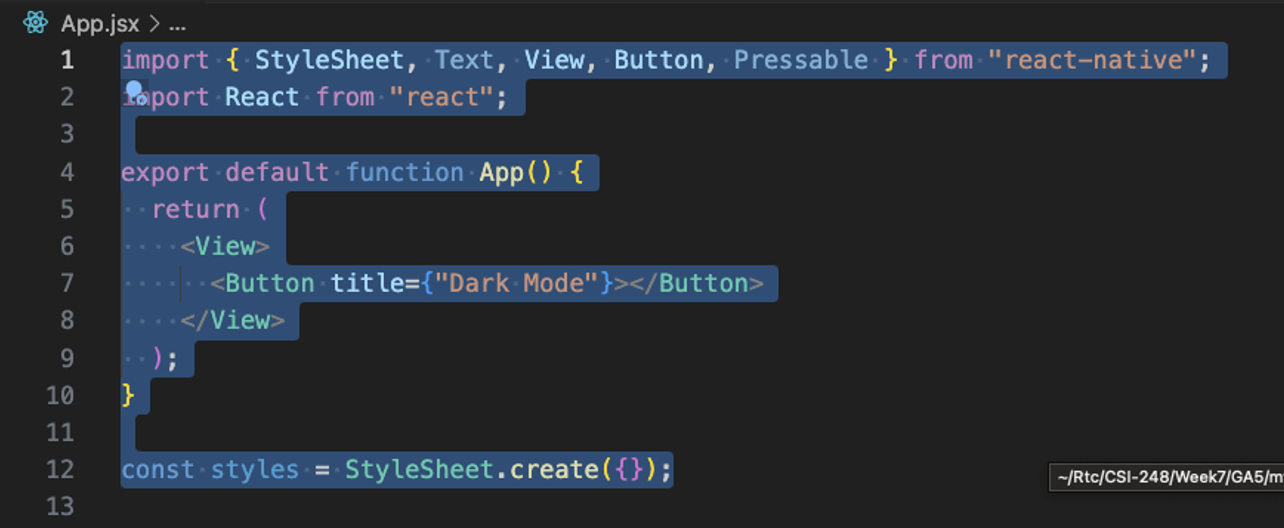 App.jsx > ...
1 import { StyleSheet, Text, View, Button, Pressable } from "react-native";
2 import React from "react";
3
4 export default function App() {
5   return (
6     <View>
7       <Button title={"Dark Mode"}></Button>
8     </View>
9   );
10 }
11
12 const styles = StyleSheet.create({});
~/Rtc/CSI-248/Week7/GA5/m
13